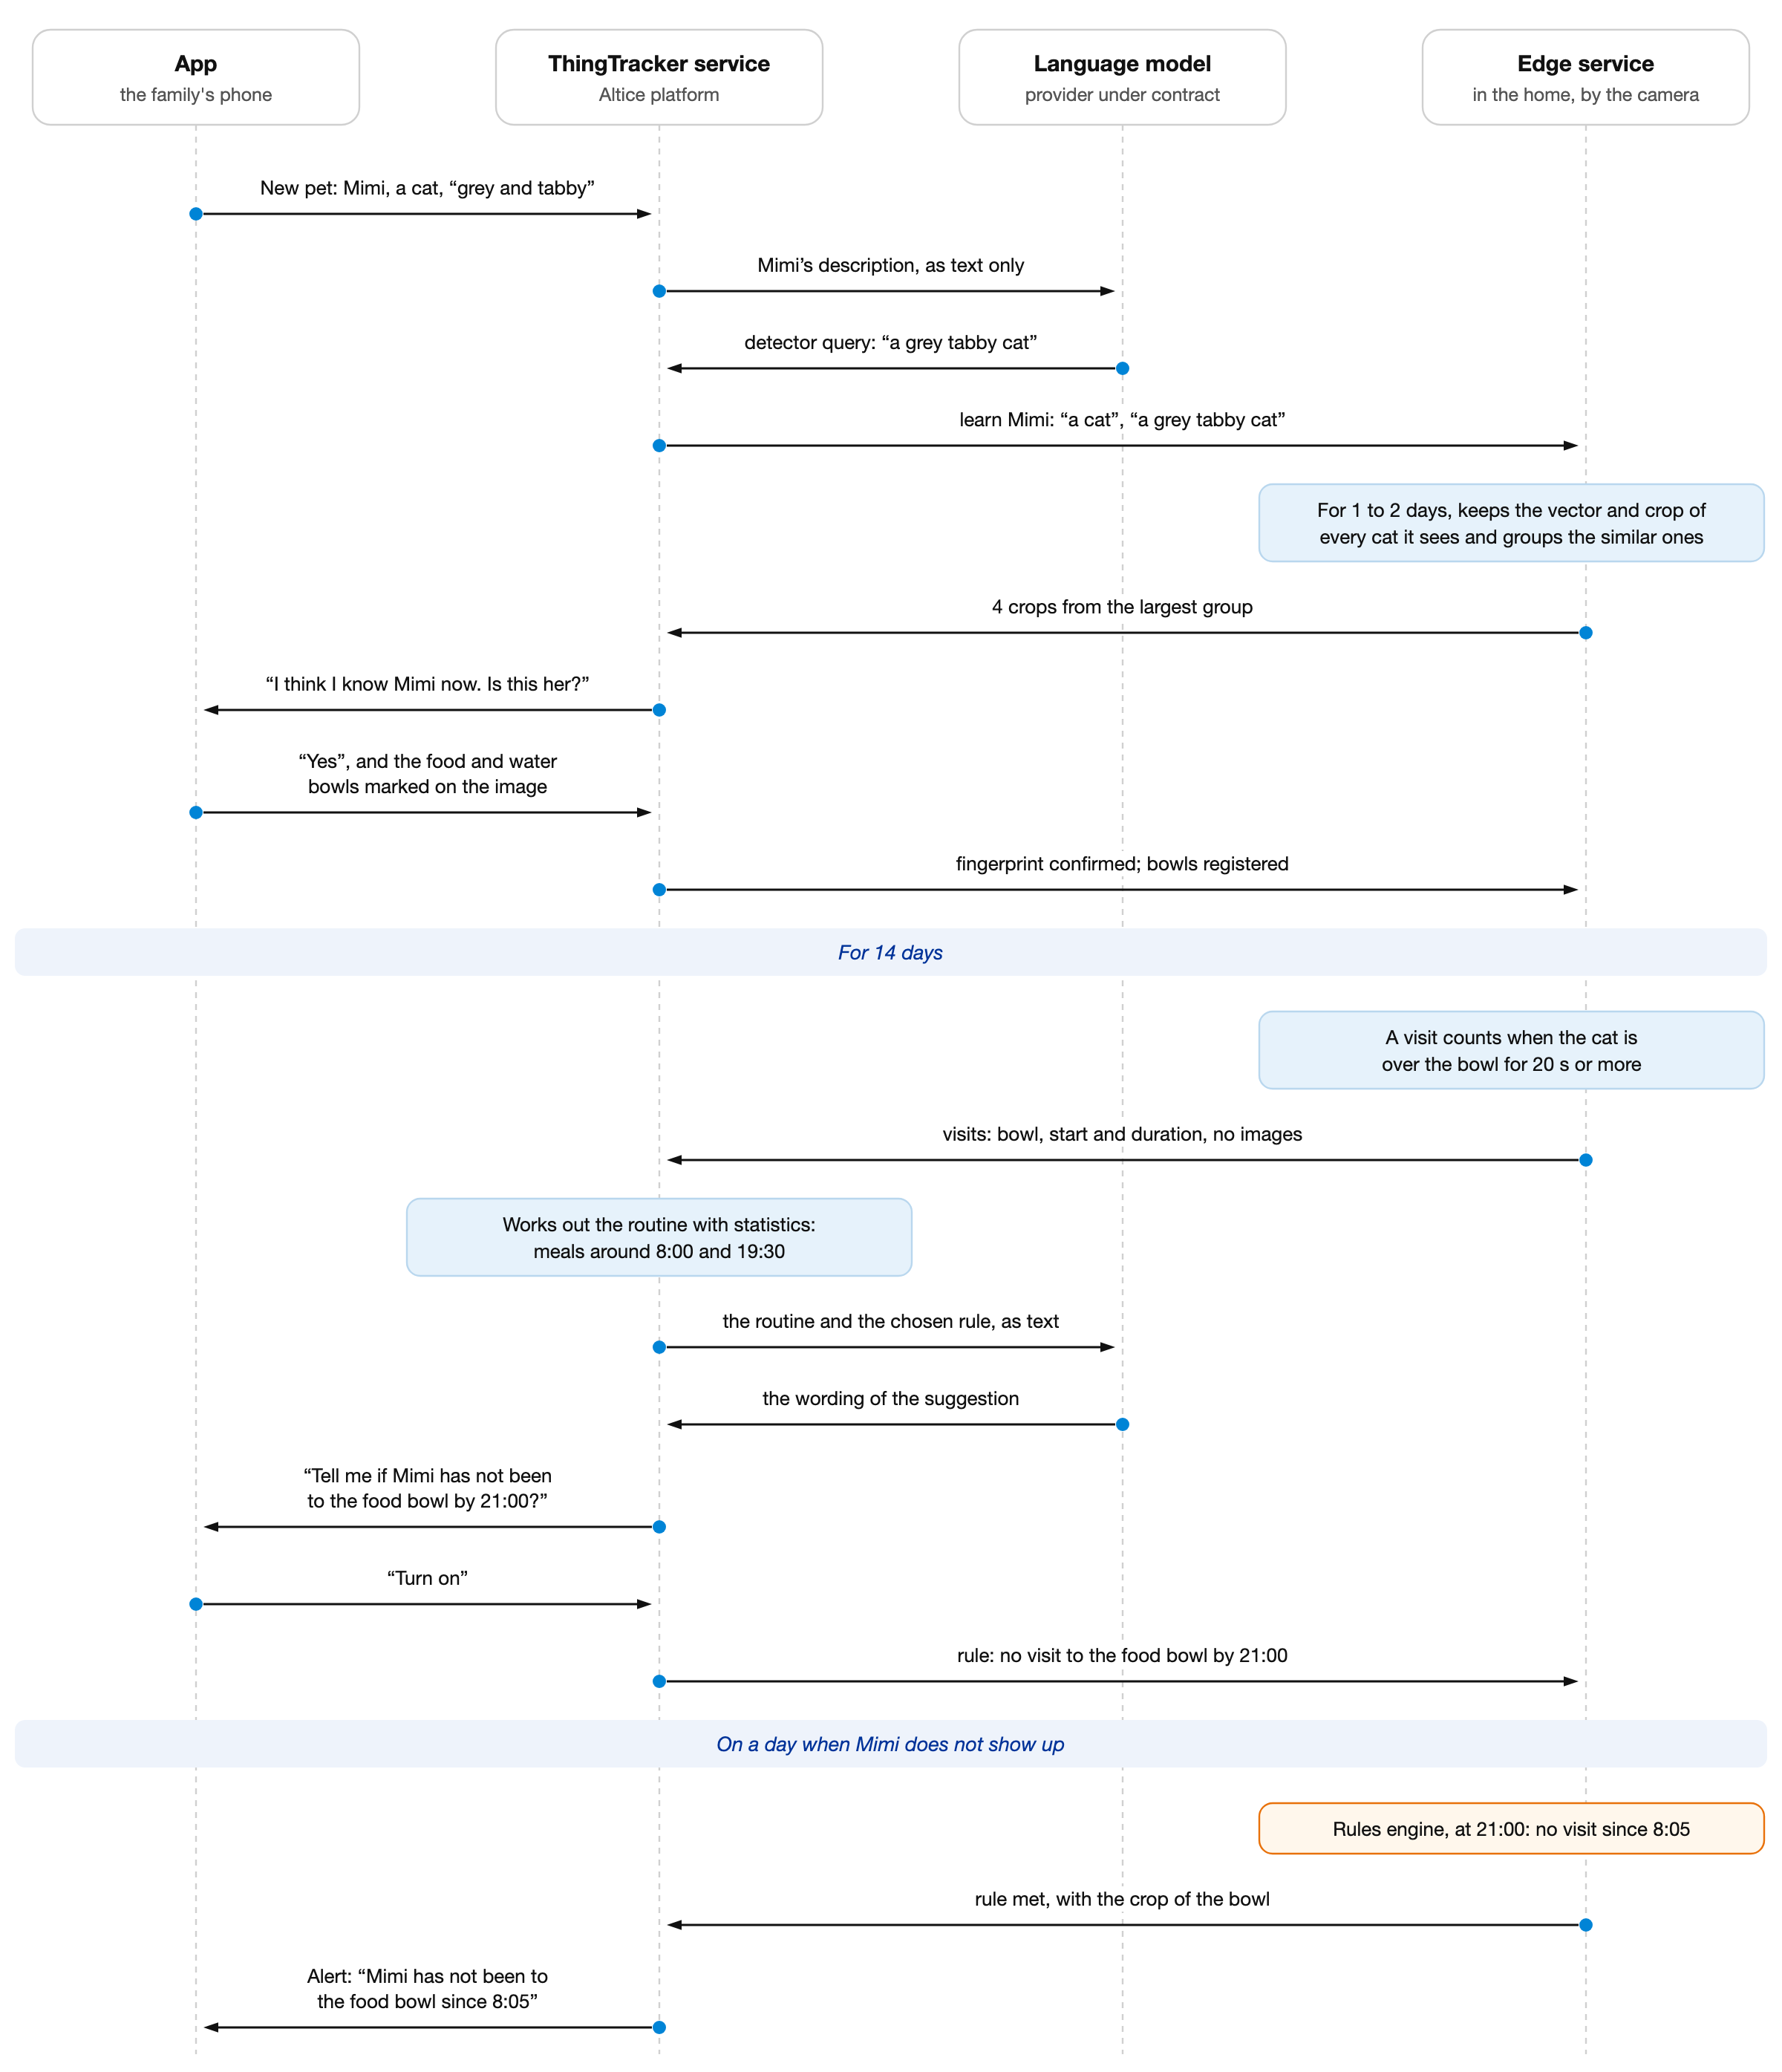 App
the family's phone
ThingTracker service
Altice platform
Language model
provider under contract
Edge service
in the home, by the camera
New pet: Mimi, a cat, “grey and tabby”
Mimi’s description, as text only
detector query: “a grey tabby cat”
learn Mimi: “a cat”, “a grey tabby cat”
For 1 to 2 days, keeps the vector and crop of
every cat it sees and groups the similar ones
4 crops from the largest group
“I think I know Mimi now. Is this her?”
“Yes”, and the food and water
bowls marked on the image
fingerprint confirmed; bowls registered
For 14 days
A visit counts when the cat is
over the bowl for 20 s or more
visits: bowl, start and duration, no images
Works out the routine with statistics:
meals around 8:00 and 19:30
the routine and the chosen rule, as text
the wording of the suggestion
“Tell me if Mimi has not been
to the food bowl by 21:00?”
“Turn on”
rule: no visit to the food bowl by 21:00
On a day when Mimi does not show up
Rules engine, at 21:00: no visit since 8:05
rule met, with the crop of the bowl
Alert: “Mimi has not been to
the food bowl since 8:05”